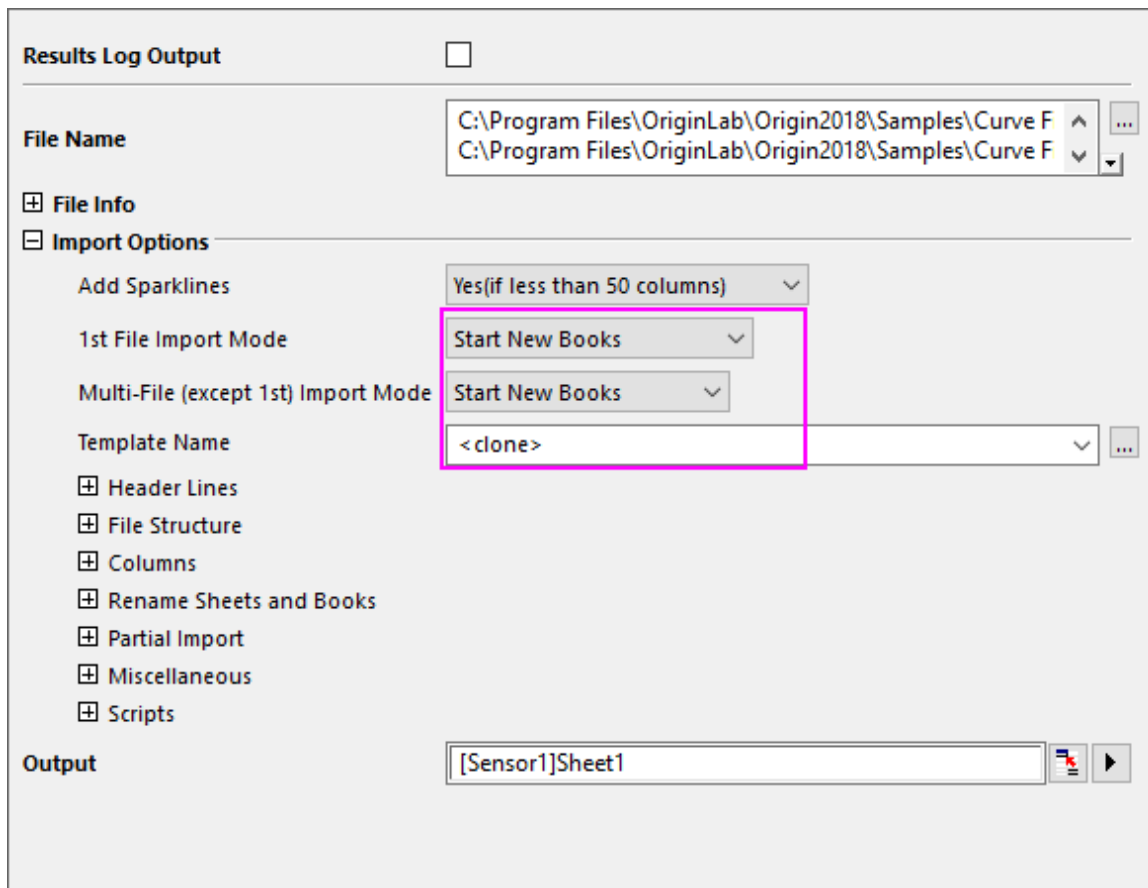 Results Log Output
File Name
C:\Program Files\OriginLab\Origin2018\Samples\Curve F
C:\Program Files\OriginLab\Origin2018\Samples\Curve F
...
File Info
Import Options
Add Sparklines Yes(if less than 50 columns)
1st File Import Mode Start New Books
Multi-File (except 1st) Import Mode Start New Books
Template Name <clone> ...
Header Lines
File Structure
Columns
Rename Sheets and Books
Partial Import
Miscellaneous
Scripts
Output [Sensor1]Sheet1